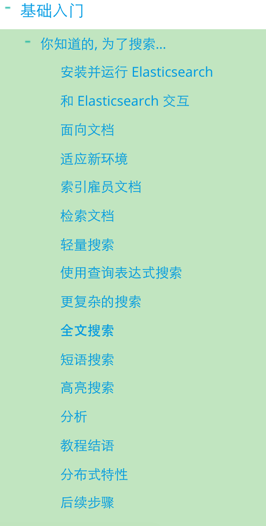 基础入门
你知道的, 为了搜索...
安装并运行 Elasticsearch
和 Elasticsearch 交互
面向文档
适应新环境
索引雇员文档
检索文档
轻量搜索
使用查询表达式搜索
更复杂的搜索
全文搜索
短语搜索
高亮搜索
分析
教程结语
分布式特性
后续步骤